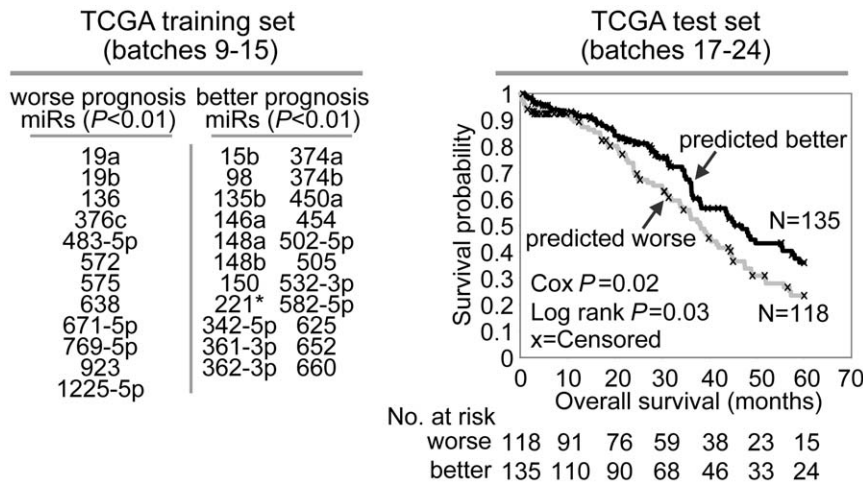 TCGA training set
(batches 9-15)
worse prognosis better prognosis
miRs (P<0.01) miRs (P<0.01)
19a 15b 374a
19b 98 374b
136 135b 450a
376c 146a 454
483-5p 148a 502-5p
572 148b 505
575 150 532-3p
638 221* 582-5p
671-5p 342-5p 625
769-5p 361-3p 652
923 362-3p 660
1225-5p
TCGA test set
(batches 17-24)
Survival probability
1
0.9
0.8
0.7
0.6
0.5
0.4
0.3
0.2
0.1
0
predicted better
predicted worse
N=135
Cox P=0.02
Log rank P=0.03
N=118
x=Censored
0 10 20 30 40 50 60 70
Overall survival (months)
No. at risk
worse 118 91 76 59 38 23 15
better 135 110 90 68 46 33 24